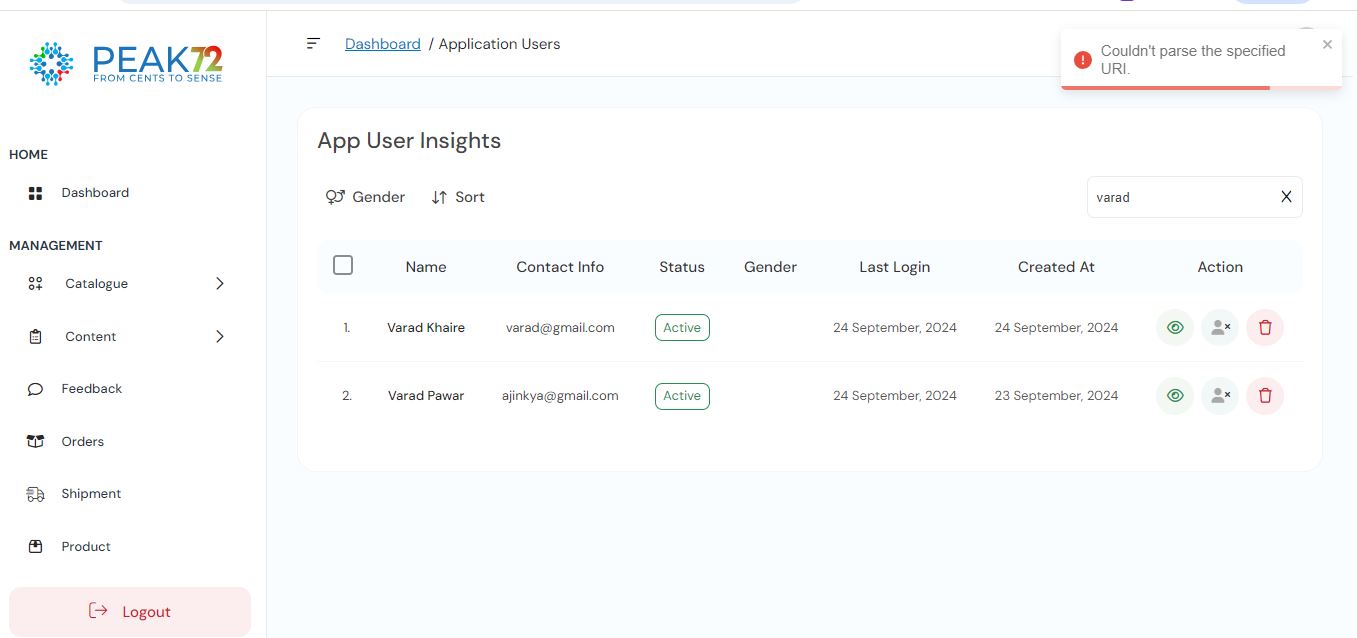 PEAK72
FROM CENTS TO SENSE
Dashboard / Application Users
Couldn't parse the specified
URI.
HOME
Dashboard
MANAGEMENT
Catalogue
Content
Feedback
Orders
Shipment
Product
Logout
App User Insights
Gender Sort
varad X
Name Contact Info Status Gender Last Login Created At Action
1. Varad Khaire varad@gmail.com Active 24 September, 2024 24 September, 2024
2. Varad Pawar ajinkya@gmail.com Active 24 September, 2024 23 September, 2024